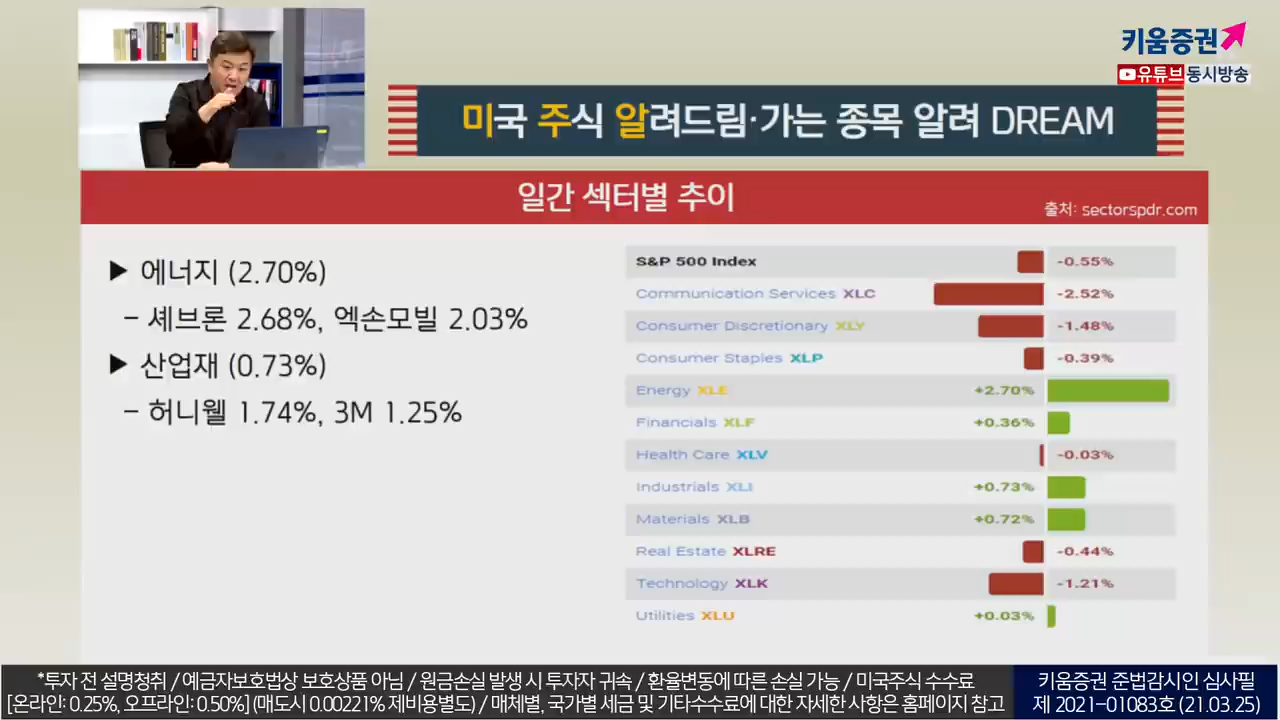 키움증권
유튜브 동시방송
미국 주식 알려드림·가는 종목 알려 DREAM
일간 섹터별 추이
출처: sectorspdr.com
▶ 에너지 (2.70%)
- 셰브론 2.68%, 엑손모빌 2.03%
▶ 산업재 (0.73%)
- 허니웰 1.74%, 3M 1.25%
S&P 500 Index -0.55%
Communication Services XLC -2.52%
Consumer Discretionary XLY -1.48%
Consumer Staples XLP -0.39%
Energy XLE +2.70%
Financials XLF +0.36%
Health Care XLV -0.03%
Industrials XLI +0.73%
Materials XLB +0.72%
Real Estate XLRE -0.44%
Technology XLK -1.21%
Utilities XLU +0.03%
*투자 전 설명청취 / 예금자보호법상 보호상품 아님 / 원금손실 발생 시 투자자 귀속 / 환율변동에 따른 손실 가능 / 미국주식 수수료
[온라인: 0.25%, 오프라인: 0.50%] (매도시 0.00221% 제비용별도) / 매체별, 국가별 세금 및 기타수수료에 대한 자세한 사항은 홈페이지 참고
키움증권 준법감시인 심사필
제 2021-01083호 (21.03.25)